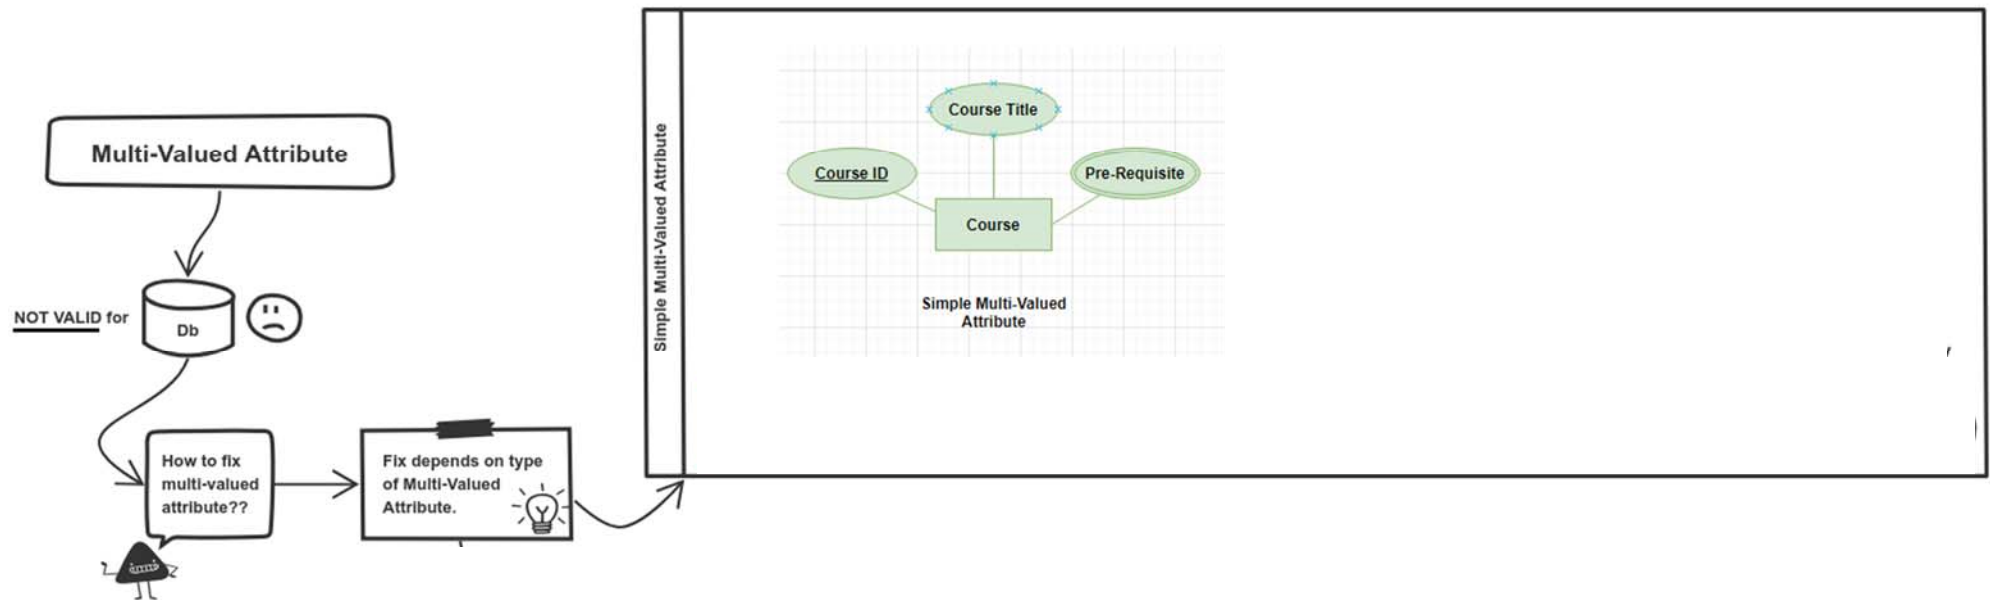 Multi-Valued Attribute
NOT VALID for
Db
How to fix
multi-valued
attribute??
Fix depends on type
of Multi-Valued
Attribute.
Simple Multi-Valued Attribute
Course Title
Course ID
Pre-Requisite
Course
Simple Multi-Valued
Attribute